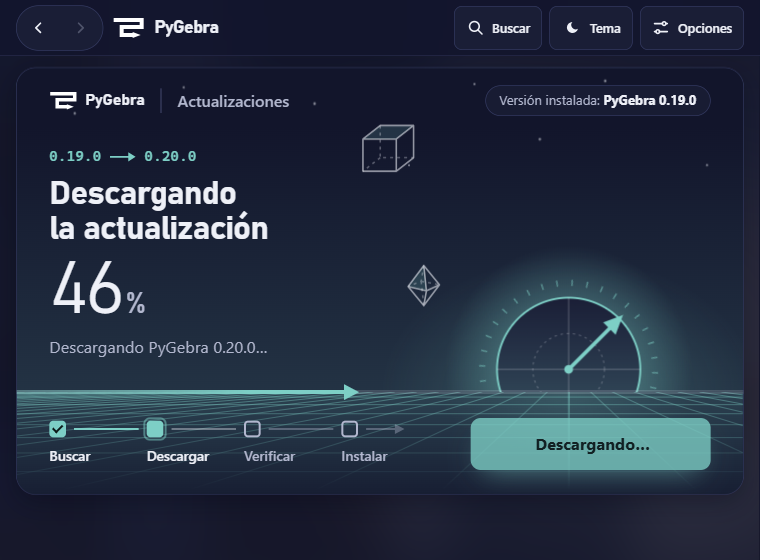 PyGebra
Buscar
Tema
Opciones
PyGebra
Actualizaciones
Versión instalada: PyGebra 0.19.0
0.19.0 → 0.20.0
Descargando
la actualización
46%
Descargando PyGebra 0.20.0...
Buscar
Descargar
Verificar
Instalar
Descargando...